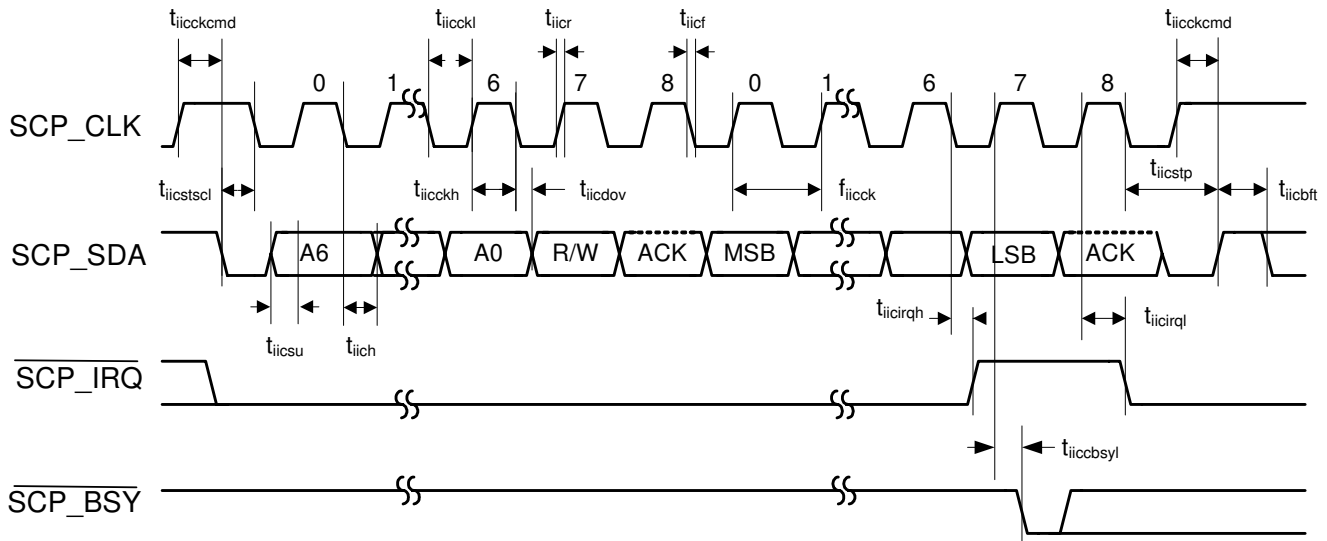 t_iicckcmd t_iicckl t_iicr t_iicf t_iicckcmd
0 1 6 7 8 0 1 6 7 8
SCP_CLK
t_iicstscl t_iicckh t_iicdov f_iicck t_iicstp t_iicbft
SCP_SDA
A6 A0 R/W ACK MSB LSB ACK
t_iicsu t_iich t_iicirqh t_iicirql
SCP_IRQ
t_iiccbsyl
SCP_BSY